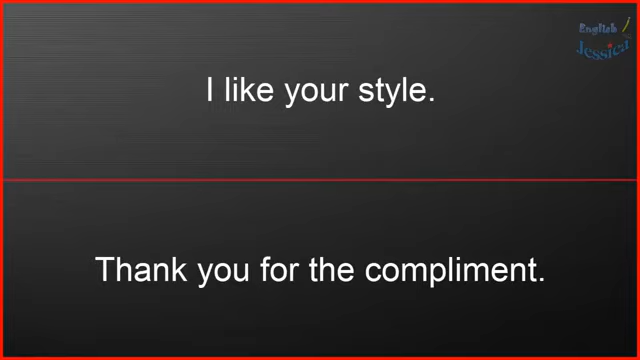 English
Jessica
I like your style.
Thank you for the compliment.